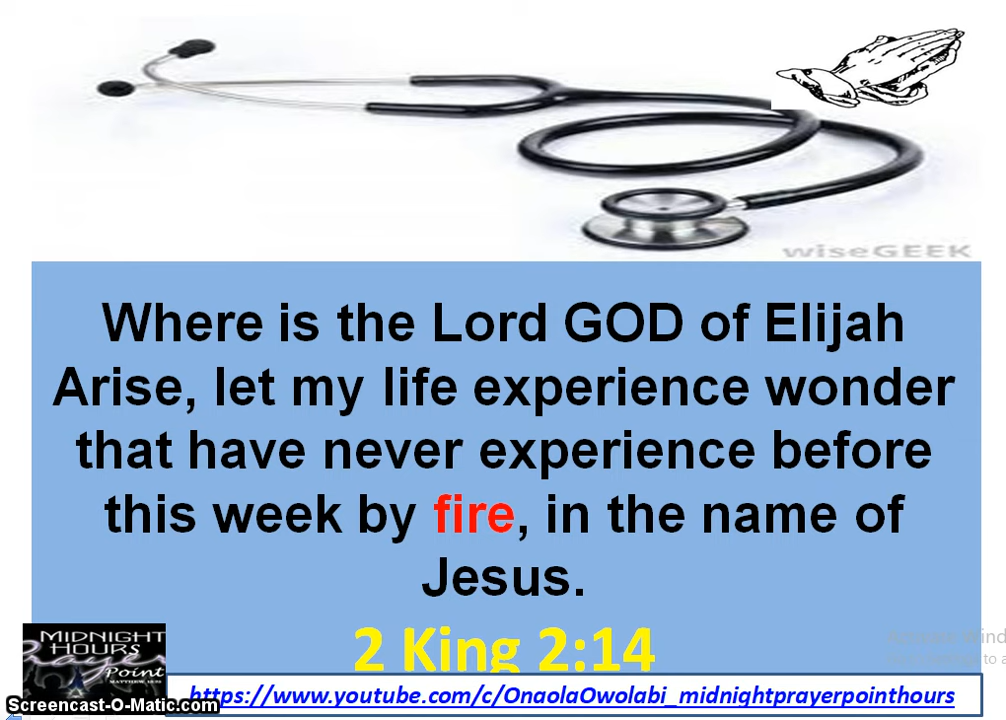 wiseGEEK
Where is the Lord GOD of Elijah
Arise, let my life experience wonder
that have never experience before
this week by fire, in the name of
Jesus.
2 King 2:14
MIDNIGHT
HOURS
Prayer
Point
MATTHEW
https://www.youtube.com/c/OnaolaOwolabi_midnightprayerpointhours
Screencast-O-Matic.com